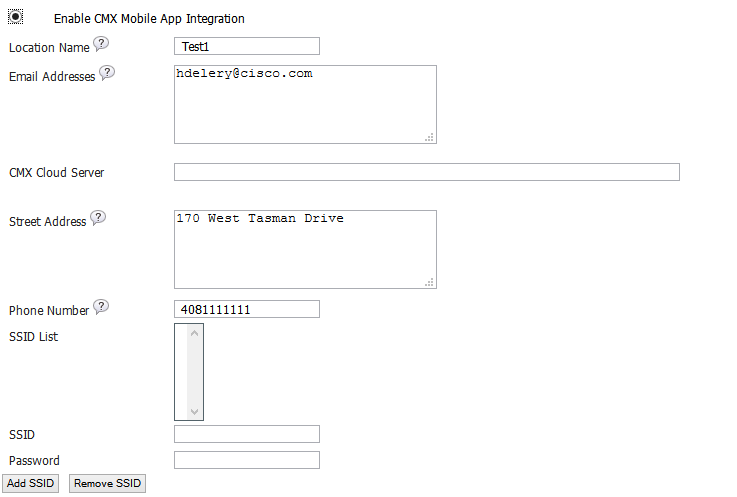 Enable CMX Mobile App Integration
Location Name ? Test1
Email Addresses ? hdelery@cisco.com
CMX Cloud Server
Street Address ? 170 West Tasman Drive
Phone Number ? 4081111111
SSID List
SSID
Password
Add SSID Remove SSID